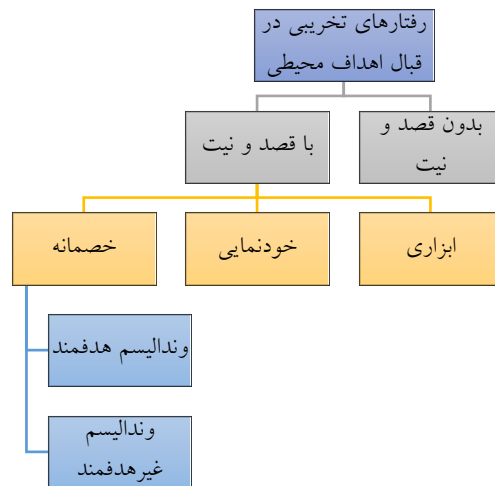 رفتارهای تخریبی در
قبال اهداف محیطی
بدون قصد و
نیت
با قصد و نیت
ابزاری
خودنمایی
خصمانه
وندالیسم هدفمند
وندالیسم
غیرهدفمند